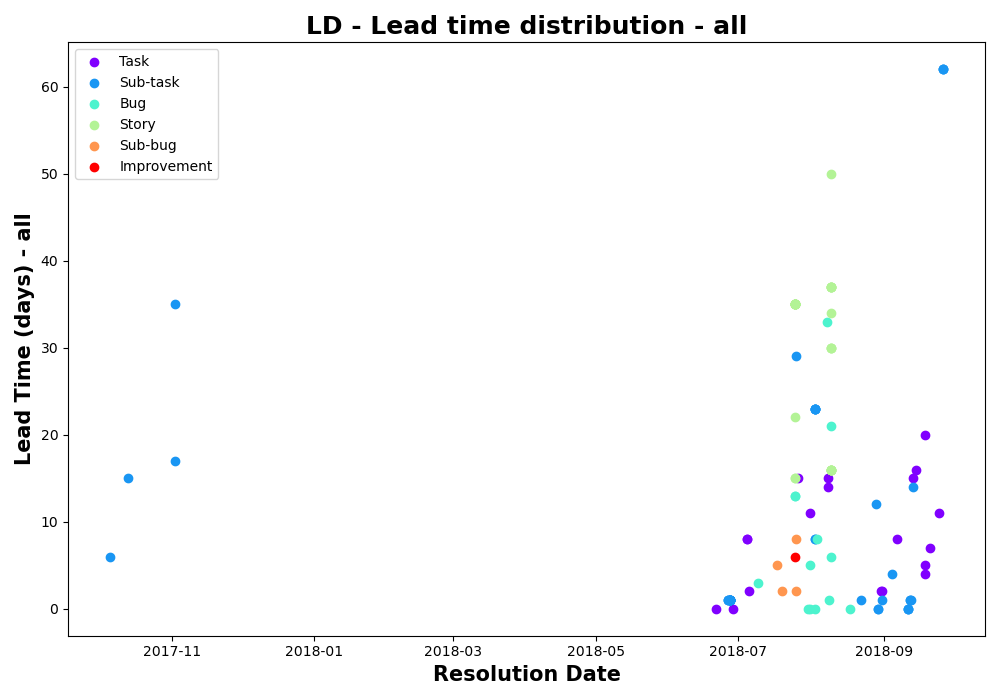 LD - Lead time distribution - all
Task
Sub-task
Bug
Story
Sub-bug
Improvement
Lead Time (days) - all
60
50
40
30
20
10
0
2017-11 2018-01 2018-03 2018-05 2018-07 2018-09
Resolution Date